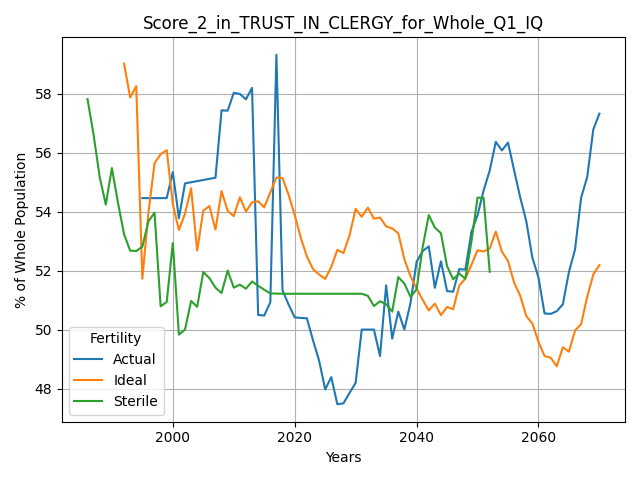 Score_2_in_TRUST_IN_CLERGY_for_Whole_Q1_IQ
% of Whole Population
58
56
54
52
50
48
Fertility
Actual
Ideal
Sterile
2000 2020 2040 2060
Years